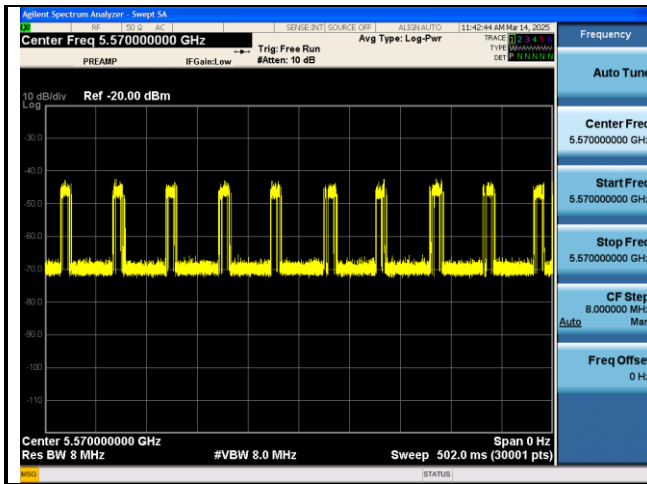 Agilent Spectrum Analyzer - Swept SA
RF 50 Ω AC SENSE:INT SOURCE OFF ALIGN AUTO 11:42:44 AM Mar 14, 2025
Center Freq 5.570000000 GHz
PREAMP IFGain:Low
Trig: Free Run
#Atten: 10 dB
Avg Type: Log-Pwr
TRACE 1 2 3 4 5 6
TYPE W
DET P N N N N N
10 dB/div Ref -20.00 dBm
Log
-30.0
-40.0
-50.0
-60.0
-70.0
-80.0
-90.0
-100
-110
Center 5.570000000 GHz Span 0 Hz
Res BW 8 MHz #VBW 8.0 MHz Sweep 502.0 ms (30001 pts)
MSG STATUS
Frequency
Auto Tune
Center Freq
5.570000000 GHz
Start Freq
5.570000000 GHz
Stop Freq
5.570000000 GHz
CF Step
8.000000 MHz
Auto Man
Freq Offset
0 Hz